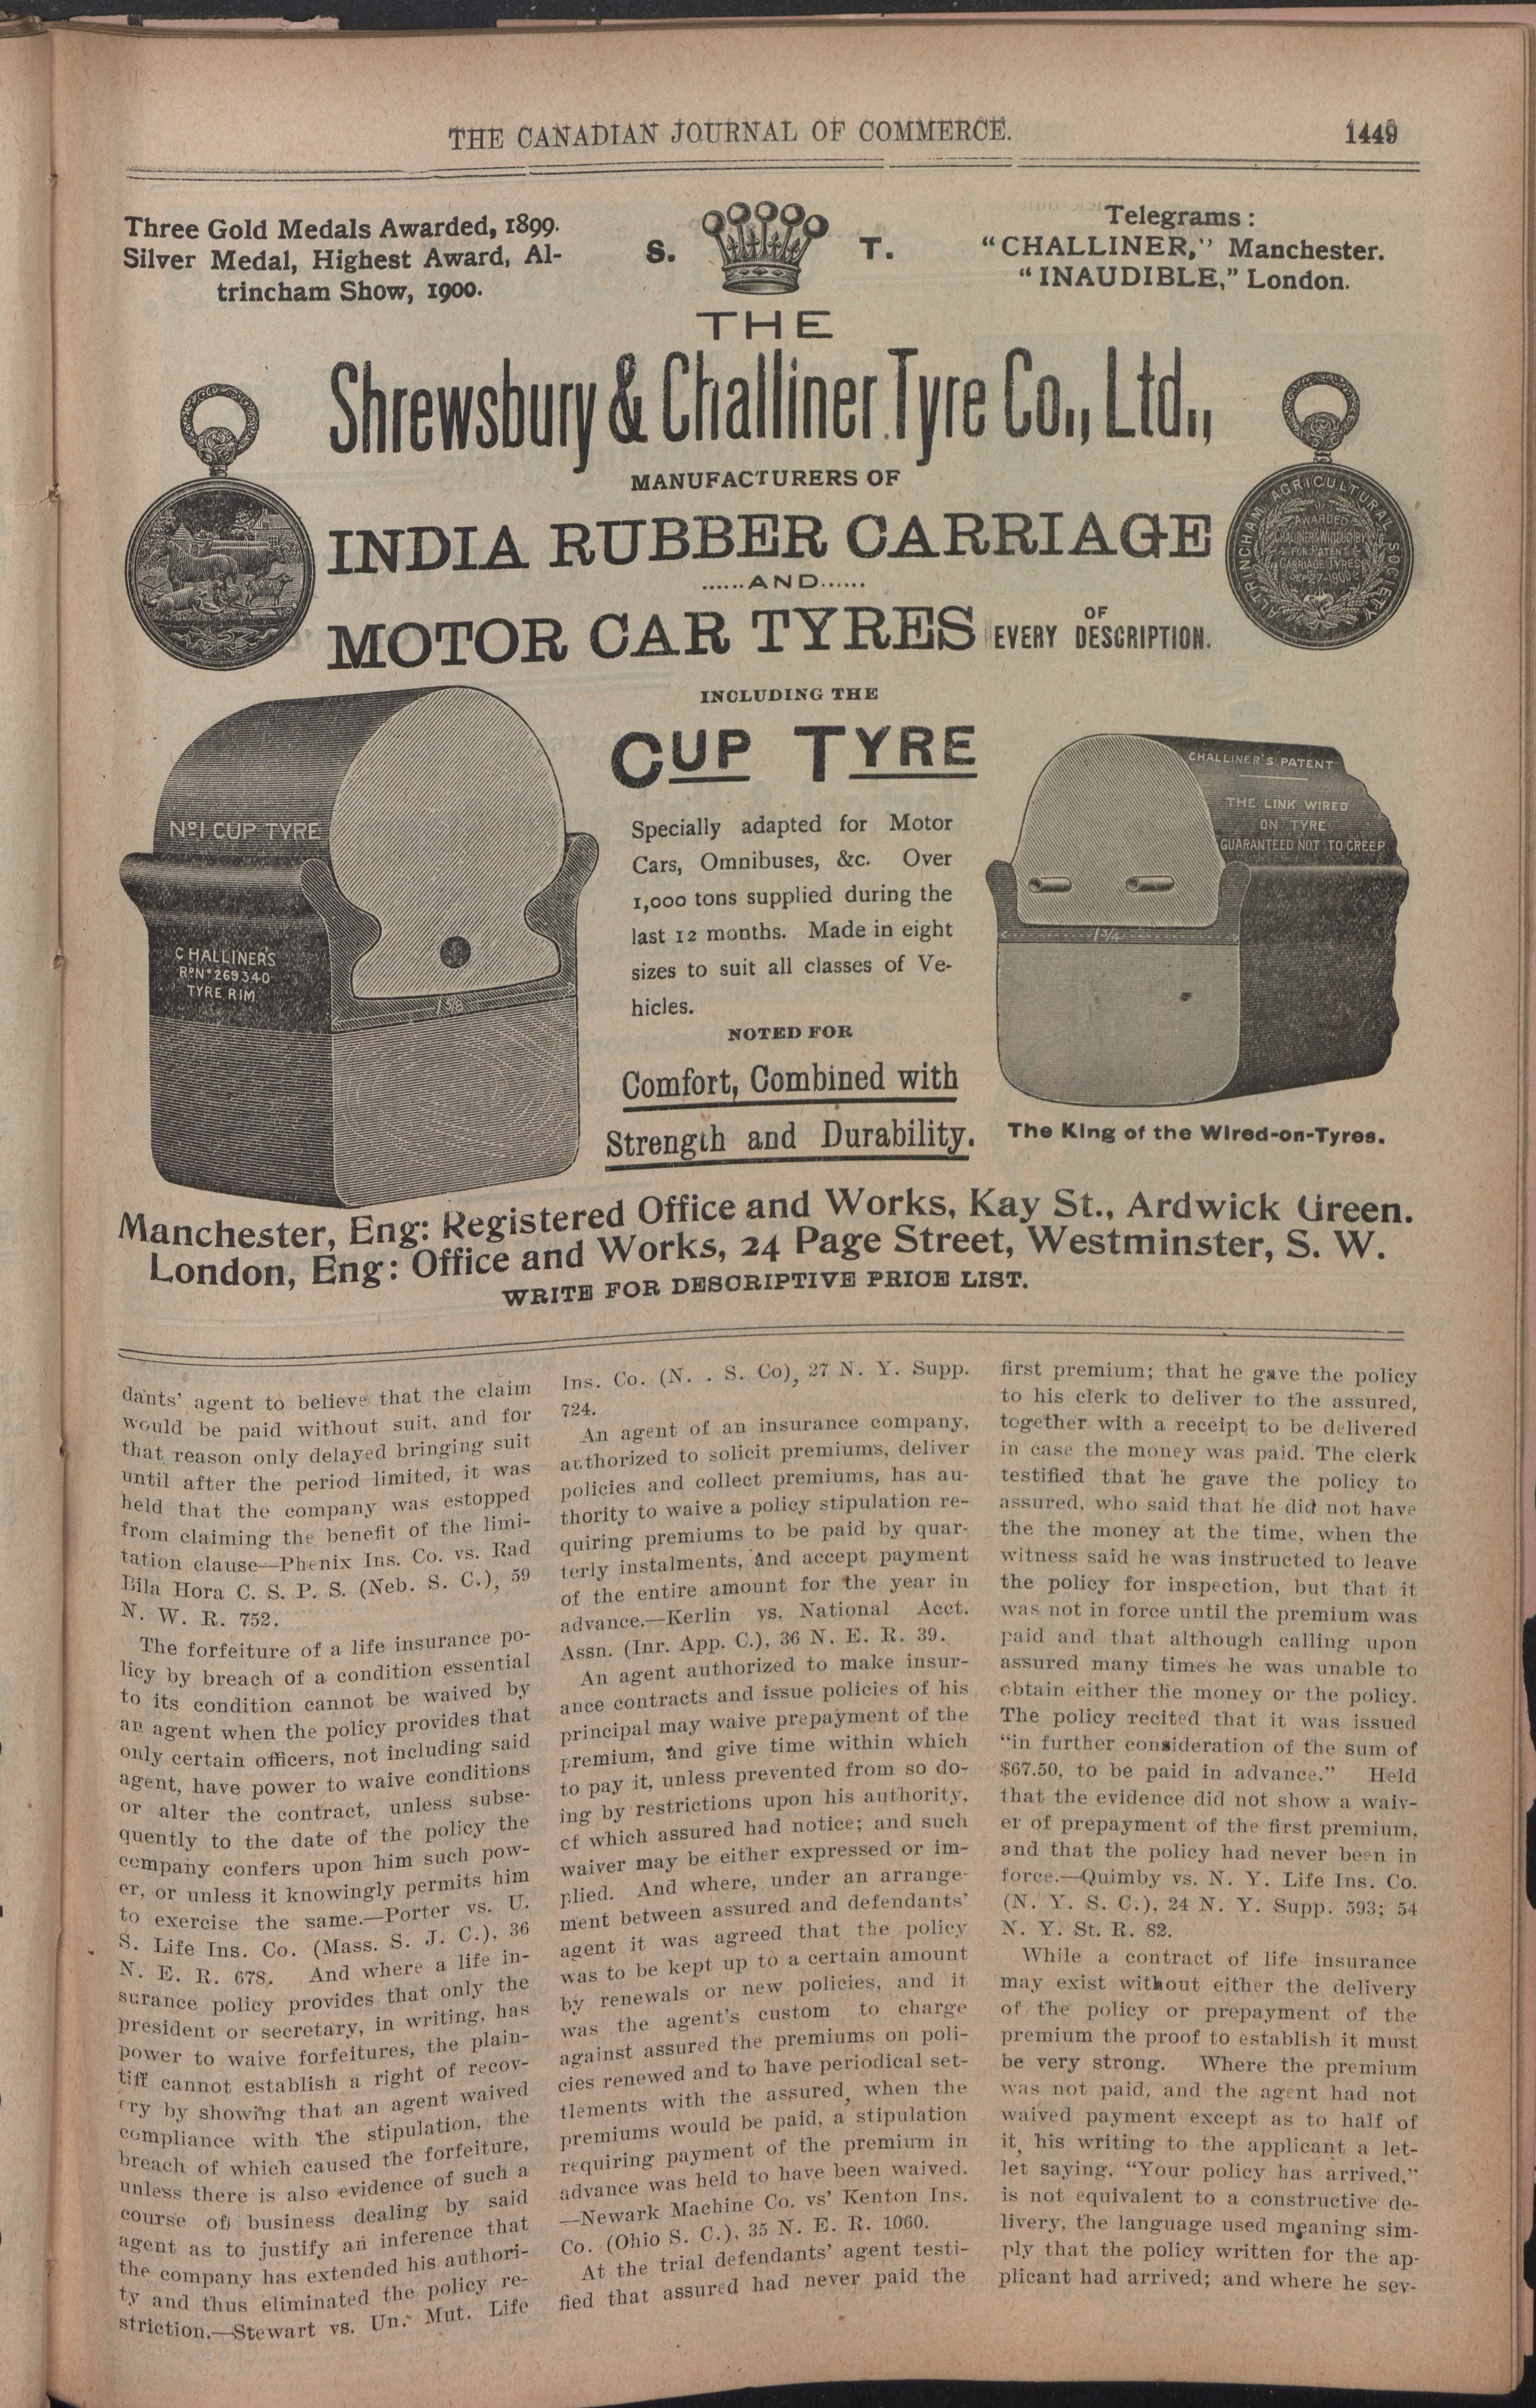 THE CANADIAN JOURNAL OF COMMERCE.
1449
Three Gold Medals Awarded, 1899.
Silver Medal, Highest Award, Al-
trincham Show, 1900.
S. T.
Telegrams:
"CHALLINER," Manchester.
"INAUDIBLE," London.
THE
Shrewsbury & Challiner Tyre Co., Ltd.,
MANUFACTURERS OF
INDIA RUBBER CARRIAGE
......AND......
MOTOR CAR TYRES EVERY OF DESCRIPTION.
ALTRINCHAM AGRICULTURAL SOCIETY
AWARDED
FOR PATENT
CARRIAGE TYRES
SEP 27-1900
INCLUDING THE
CUP TYRE
Nº1 CUP TYRE
CHALLINERS
RDNº269340
TYRE RIM
1 5/8
Specially adapted for Motor
Cars, Omnibuses, &c. Over
1,000 tons supplied during the
last 12 months. Made in eight
sizes to suit all classes of Ve-
hicles.
NOTED FOR
Comfort, Combined with
Strength and Durability.
CHALLINER'S PATENT
THE LINK WIRED
ON TYRE
GUARANTEED NOT TO CREEP
1¾
The King of the Wired-on-Tyres.
Manchester, Eng: Registered Office and Works, Kay St., Ardwick Green.
London, Eng: Office and Works, 24 Page Street, Westminster, S. W.
WRITE FOR DESCRIPTIVE PRICE LIST.
dants' agent to believe that the claim
would be paid without suit, and for
that reason only delayed bringing suit
until after the period limited, it was
held that the company was estopped
from claiming the benefit of the limi-
tation clause—Phenix Ins. Co. vs. Rad
Bila Hora C. S. P. S. (Neb. S. C.), 59
N. W. R. 752.
The forfeiture of a life insurance po-
licy by breach of a condition essential
to its condition cannot be waived by
an agent when the policy provides that
only certain officers, not including said
agent, have power to waive conditions
or alter the contract, unless subse-
quently to the date of the policy the
company confers upon him such pow-
er, or unless it knowingly permits him
to exercise the same.—Porter vs. U.
S. Life Ins. Co. (Mass. S. J. C.), 36
N. E. R. 678. And where a life in-
surance policy provides that only the
president or secretary, in writing, has
power to waive forfeitures, the plain-
tiff cannot establish a right of recov-
ery by showing that an agent waived
compliance with the stipulation, the
breach of which caused the forfeiture,
unless there is also evidence of such a
course of business dealing by said
agent as to justify an inference that
the company has extended his authori-
ty and thus eliminated the policy re-
striction.—Stewart vs. Un. Mut. Life
Ins. Co. (N. . S. Co), 27 N. Y. Supp.
724.
An agent of an insurance company,
authorized to solicit premiums, deliver
policies and collect premiums, has au-
thority to waive a policy stipulation re-
quiring premiums to be paid by quar-
terly instalments, and accept payment
of the entire amount for the year in
advance.—Kerlin vs. National Acct.
Assn. (Inr. App. C.), 36 N. E. R. 39.
An agent authorized to make insur-
ance contracts and issue policies of his
principal may waive prepayment of the
premium, and give time within which
to pay it, unless prevented from so do-
ing by restrictions upon his authority,
of which assured had notice; and such
waiver may be either expressed or im-
plied. And where, under an arrange-
ment between assured and defendants'
agent it was agreed that the policy
was to be kept up to a certain amount
by renewals or new policies, and it
was the agent's custom to charge
against assured the premiums on poli-
cies renewed and to have periodical set-
tlements with the assured, when the
premiums would be paid, a stipulation
requiring payment of the premium in
advance was held to have been waived.
—Newark Machine Co. vs' Kenton Ins.
Co. (Ohio S. C.), 35 N. E. R. 1060.
At the trial defendants' agent testi-
fied that assured had never paid the
first premium; that he gave the policy
to his clerk to deliver to the assured,
together with a receipt to be delivered
in case the money was paid. The clerk
testified that he gave the policy to
assured, who said that he did not have
the the money at the time, when the
witness said he was instructed to leave
the policy for inspection, but that it
was not in force until the premium was
paid and that although calling upon
assured many times he was unable to
obtain either the money or the policy.
The policy recited that it was issued
"in further consideration of the sum of
$67.50, to be paid in advance." Held
that the evidence did not show a waiv-
er of prepayment of the first premium,
and that the policy had never been in
force.—Quimby vs. N. Y. Life Ins. Co.
(N. Y. S. C.), 24 N. Y. Supp. 593; 54
N. Y. St. R. 82.
While a contract of life insurance
may exist without either the delivery
of the policy or prepayment of the
premium the proof to establish it must
be very strong. Where the premium
was not paid, and the agent had not
waived payment except as to half of
it, his writing to the applicant a let-
let saying, "Your policy has arrived,"
is not equivalent to a constructive de-
livery, the language used meaning sim-
ply that the policy written for the ap-
plicant had arrived; and where he sev-